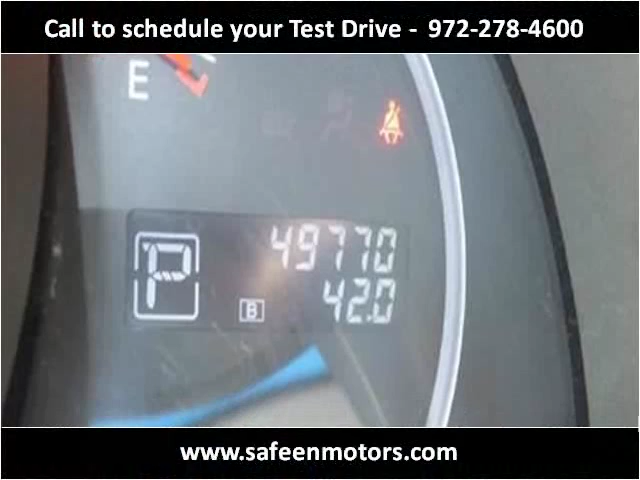 Call to schedule your Test Drive - 972-278-4600
E
49770
P
B 42.0
www.safeenmotors.com